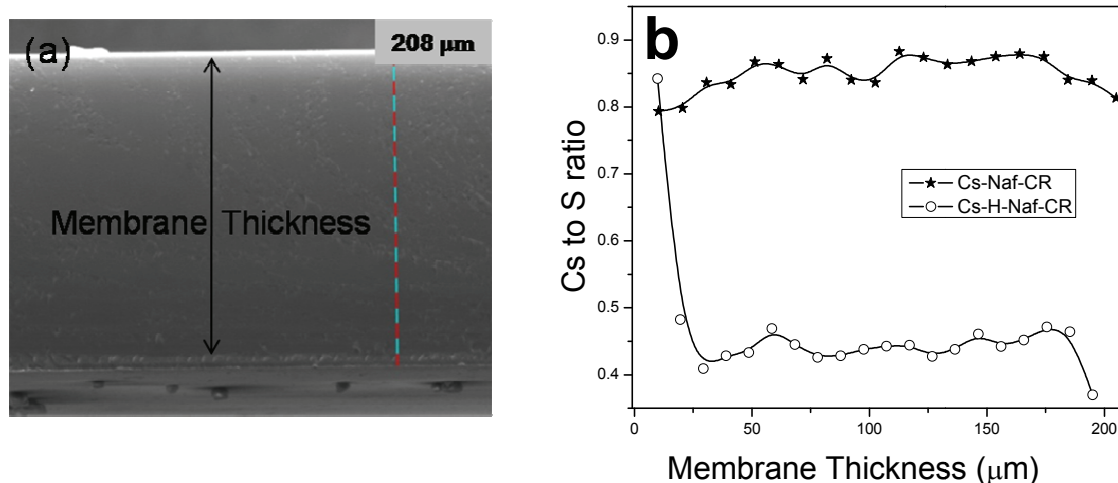 (a)
208 μm
Membrane Thickness
b
0.9
0.8
0.7
0.6
0.5
0.4
Cs to S ratio
Cs-Naf-CR
Cs-H-Naf-CR
0
50
100
150
200
Membrane Thickness (μm)